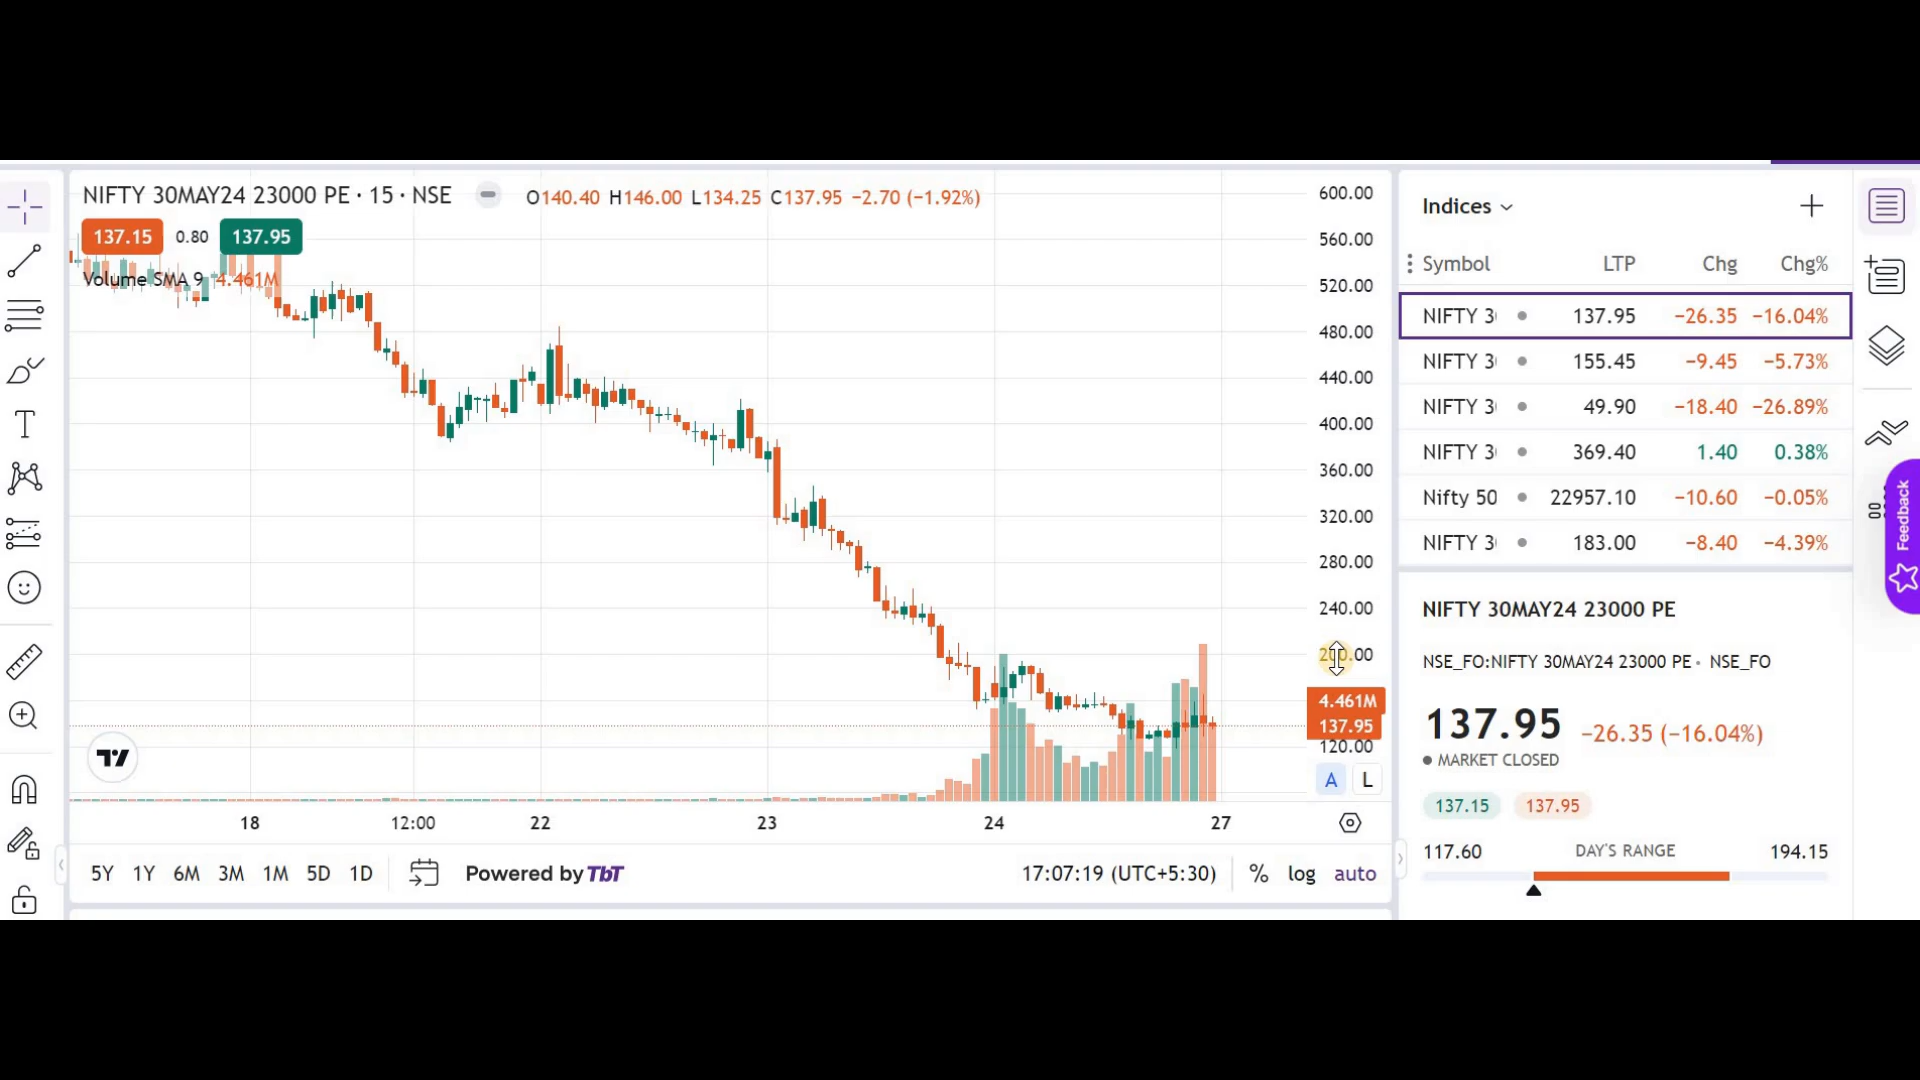 NIFTY 30MAY24 23000 PE · 15 · NSE
O140.40 H146.00 L134.25 C137.95 −2.70 (−1.92%)
137.15 0.80 137.95
Volume SMA 9 4.461M
600.00
560.00
520.00
480.00
440.00
400.00
360.00
320.00
280.00
240.00
200.00
4.461M
137.95
120.00
A L
18 12:00 22 23 24 27
5Y 1Y 6M 3M 1M 5D 1D
Powered by TbT
17:07:19 (UTC+5:30) % log auto
Indices
Symbol LTP Chg Chg%
NIFTY 30 137.95 −26.35 −16.04%
NIFTY 30 155.45 −9.45 −5.73%
NIFTY 30 49.90 −18.40 −26.89%
NIFTY 30 369.40 1.40 0.38%
Nifty 50 22957.10 −10.60 −0.05%
NIFTY 30 183.00 −8.40 −4.39%
NIFTY 30MAY24 23000 PE
NSE_FO:NIFTY 30MAY24 23000 PE • NSE_FO
137.95 −26.35 (−16.04%)
MARKET CLOSED
137.15 137.95
117.60 DAY'S RANGE 194.15
Feedback